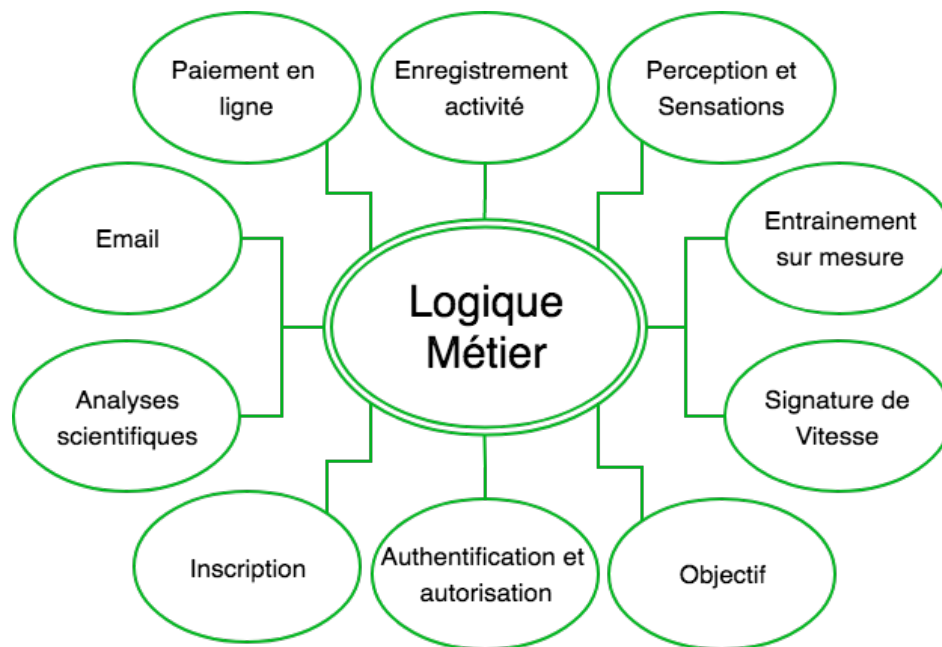 Paiement en
ligne
Enregistrement
activité
Perception et
Sensations
Email
Entrainement
sur mesure
Logique
Métier
Analyses
scientifiques
Signature de
Vitesse
Inscription
Authentification et
autorisation
Objectif